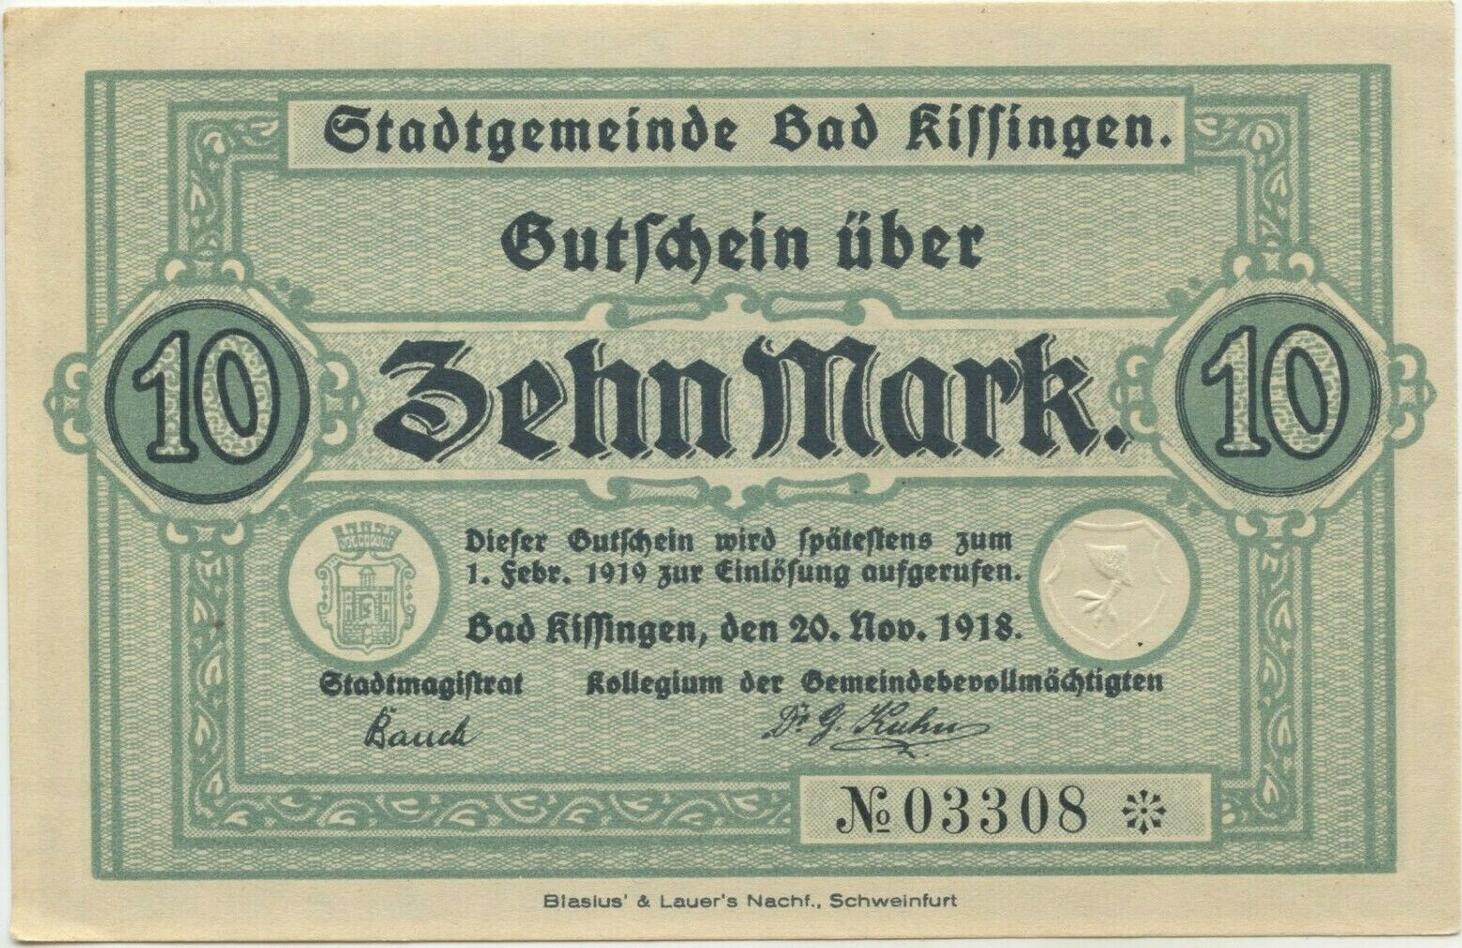 Stadtgemeinde Bad Kissingen.
Gutschein über
10 Zehn Mark. 10
Dieser Gutschein wird spätestens zum
1. Febr. 1919 zur Einlösung aufgerufen.
Bad Kissingen, den 20. Nov. 1918.
Stadtmagistrat Kollegium der Gemeindebevollmächtigten
Bauch Dr. G. Kuhn
№ 03308 ❇
Blasius' & Lauer's Nachf., Schweinfurt